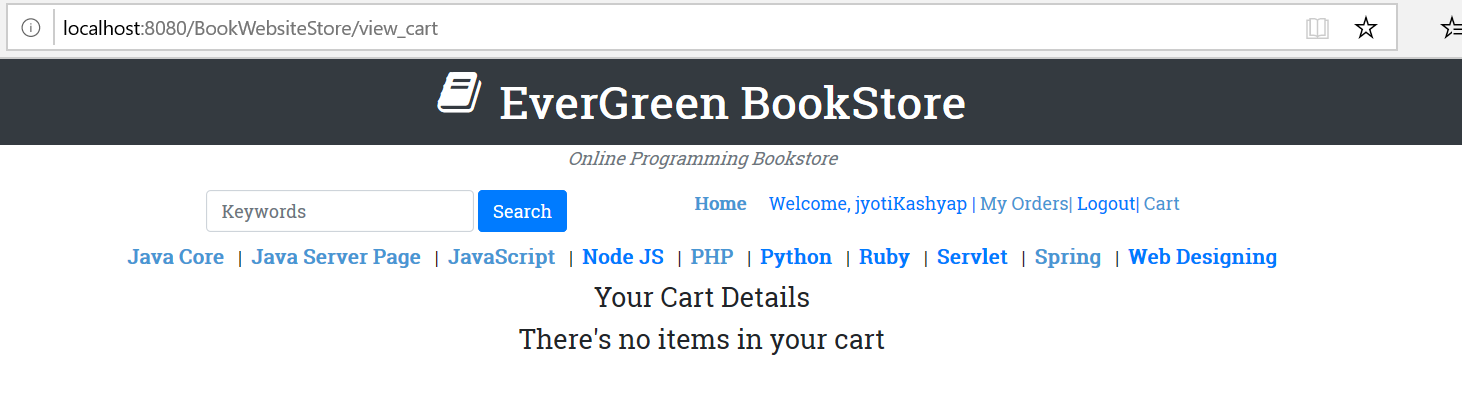 localhost:8080/BookWebsiteStore/view_cart
EverGreen BookStore
Online Programming Bookstore
Keywords Search Home Welcome, jyotiKashyap | My Orders| Logout| Cart
Java Core | Java Server Page | JavaScript | Node JS | PHP | Python | Ruby | Servlet | Spring | Web Designing
Your Cart Details
There's no items in your cart